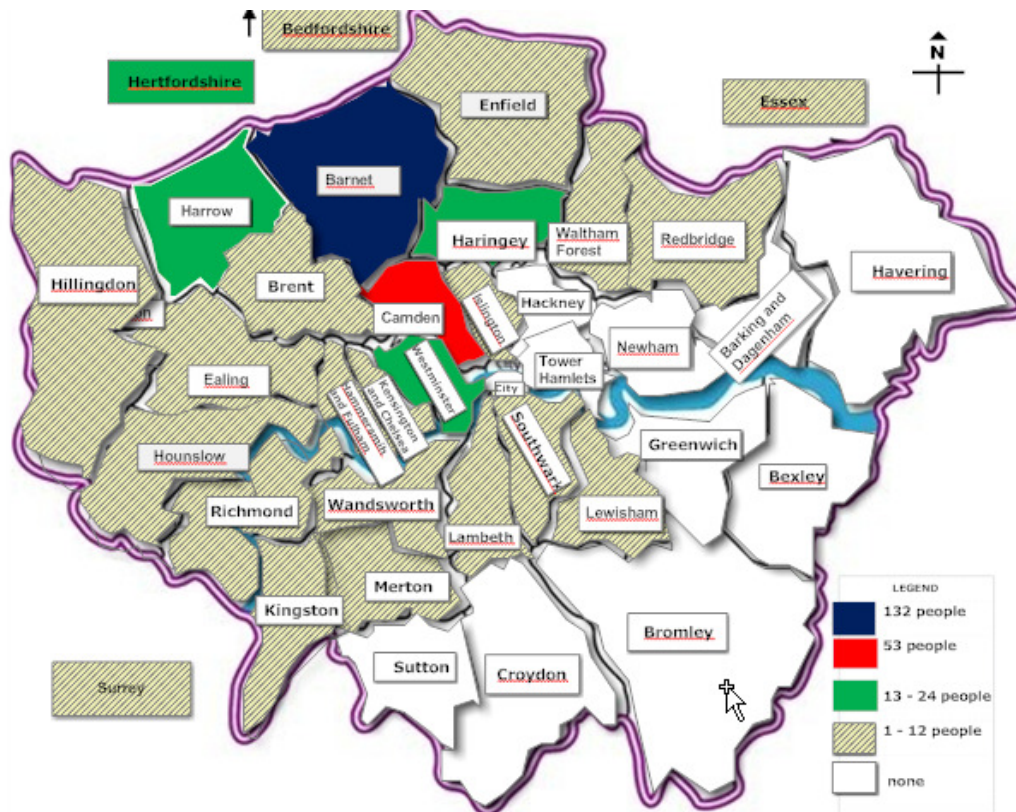 Bedfordshire
N
Hertfordshire
Essex
Enfield
Barnet
Harrow
Haringey
Waltham
Forest
Redbridge
Havering
Hillingdon
Brent
Hackney
Islington
Camden
Newham
Barking and
Dagenham
Ealing
Westminster
Tower
Hamlets
City
Kensington
and Chelsea
and Fulham
Southwark
Greenwich
Hounslow
Bexley
Richmond
Wandsworth
Lewisham
Lambeth
Merton
Kingston
Bromley
Sutton
Croydon
Surrey
LEGEND
132 people
53 people
13 - 24 people
1 - 12 people
none